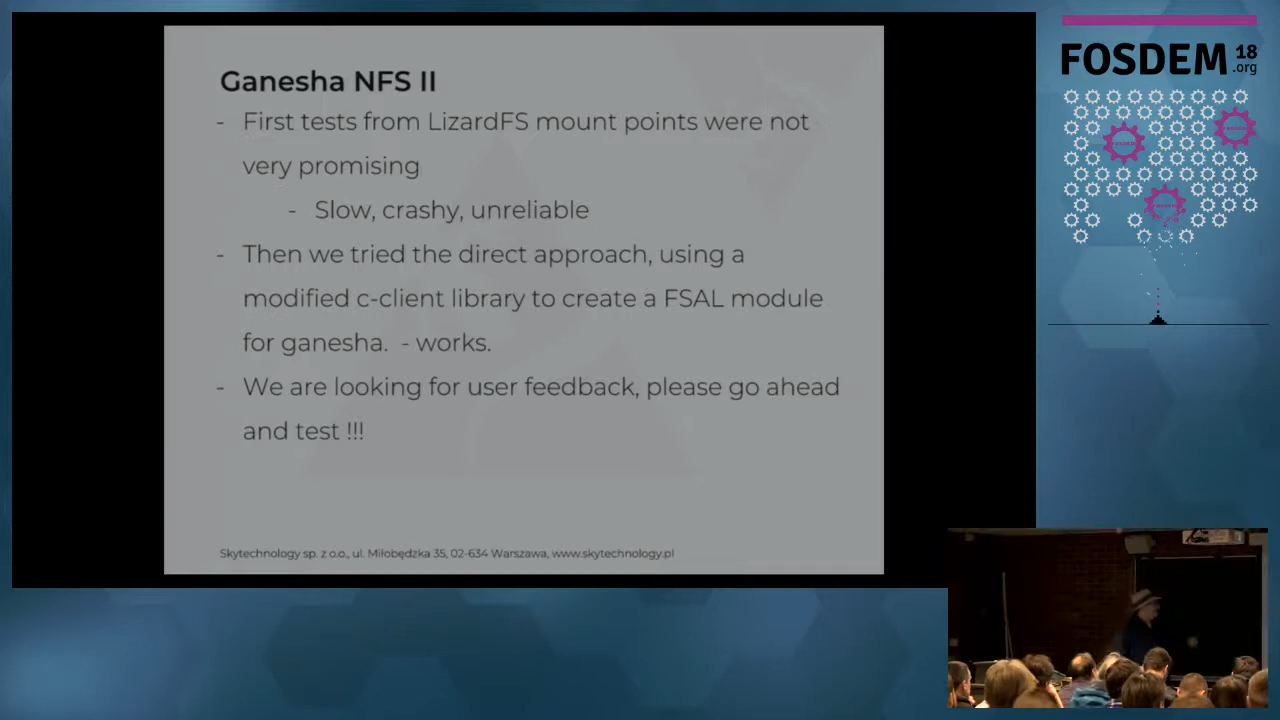 Ganesha NFS II
- First tests from LizardFS mount points were not
very promising
- Slow, crashy, unreliable
- Then we tried the direct approach, using a
modified c-client library to create a FSAL module
for ganesha. - works.
- We are looking for user feedback, please go ahead
and test !!!
Skytechnology sp. z o.o., ul. Miłobędzka 35, 02-634 Warszawa, www.skytechnology.pl
FOSDEM 18
.org